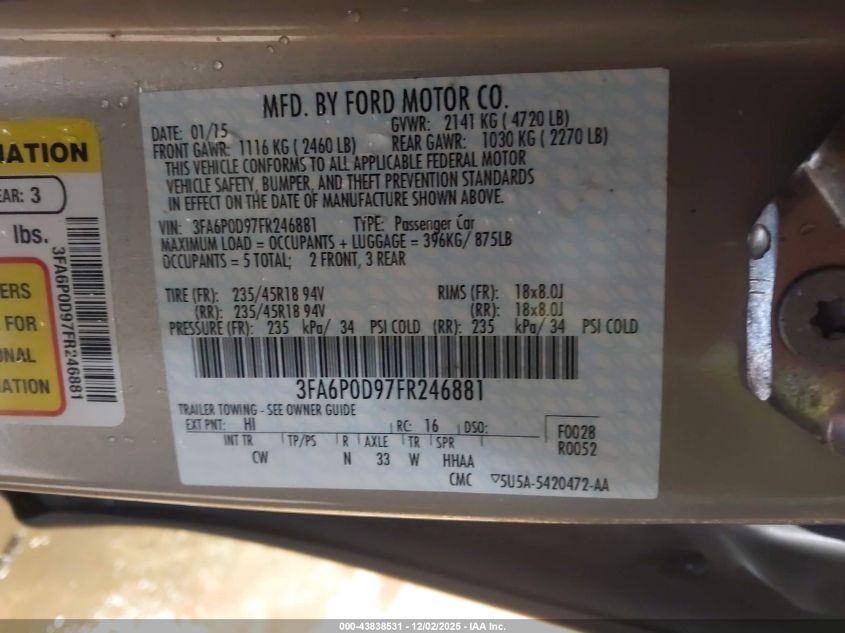 MATION
EAR: 3
lbs.
ERS
FOR
ONAL
MATION
3FA6P0D97FR246881
MFD. BY FORD MOTOR CO.
DATE: 01/15 GVWR: 2141 KG ( 4720 LB)
FRONT GAWR: 1116 KG ( 2460 LB) REAR GAWR: 1030 KG ( 2270 LB)
THIS VEHICLE CONFORMS TO ALL APPLICABLE FEDERAL MOTOR
VEHICLE SAFETY, BUMPER, AND THEFT PREVENTION STANDARDS
IN EFFECT ON THE DATE OF MANUFACTURE SHOWN ABOVE.
VIN: 3FA6P0D97FR246881 TYPE: Passenger Car
MAXIMUM LOAD = OCCUPANTS + LUGGAGE = 396KG/ 875LB
OCCUPANTS = 5 TOTAL; 2 FRONT, 3 REAR
TIRE (FR): 235/45R18 94V RIMS (FR): 18x8.0J
(RR): 235/45R18 94V (RR): 18x8.0J
PRESSURE (FR): 235 kPa/ 34 PSI COLD (RR): 235 kPa/ 34 PSI COLD
3FA6P0D97FR246881
TRAILER TOWING - SEE OWNER GUIDE
EXT PNT: HI RC: 16 DSO: F0028
R0052
INT TR TP/PS R AXLE TR SPR
CW N 33 W HHAA
CMC ▽5U5A-5420472-AA
000-43838531 - 12/02/2025 - IAA Inc.